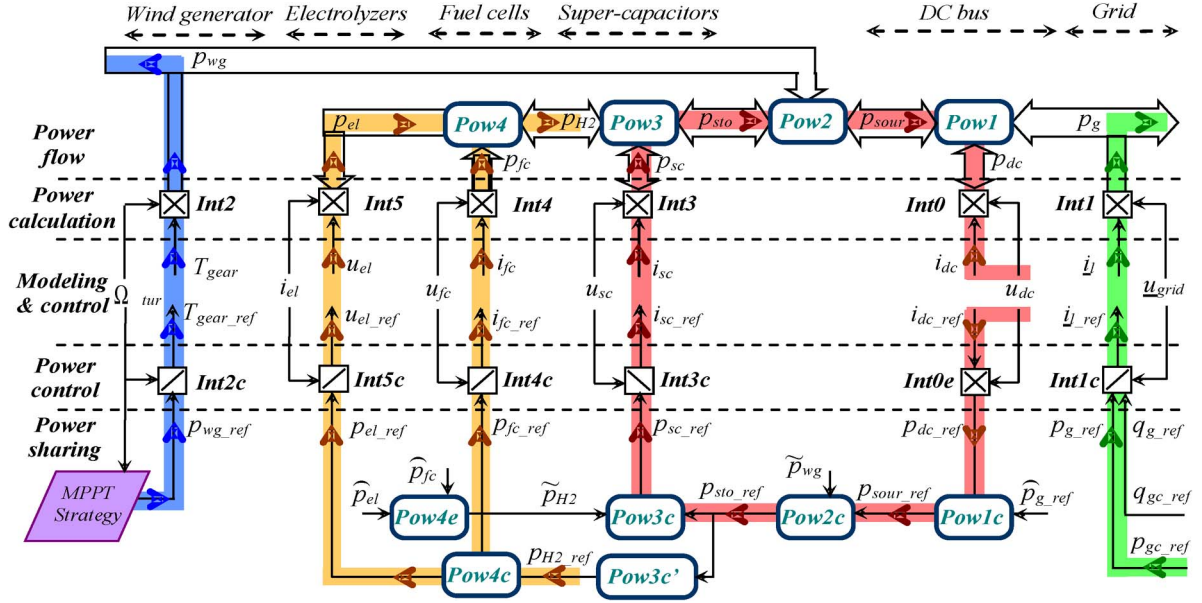 Wind generator Electrolyzers Fuel cells Super-capacitors DC bus Grid
p_wg
Power flow
p_el Pow4 p_H2 Pow3 p_sto Pow2 p_sour Pow1 p_g
p_fc p_sc p_dc
Power calculation
Int2 Int5 Int4 Int3 Int0 Int1
Modeling & control
T_gear u_el i_fc i_sc i_dc i_l
Ω_tur i_el u_fc u_sc u_dc u_grid
T_gear_ref u_el_ref i_fc_ref i_sc_ref i_dc_ref i_l_ref
Power control
Int2c Int5c Int4c Int3c Int0e Int1c
Power sharing
p_wg_ref p_el_ref p_fc_ref p_sc_ref p_dc_ref p_g_ref q_g_ref
MPPT Strategy
p̂_fc p̃_wg
p̂_el p̃_H2 p_sto_ref p_sour_ref p̂_g_ref q_gc_ref
Pow4e Pow3c Pow2c Pow1c
p_H2_ref p_gc_ref
Pow4c Pow3c'